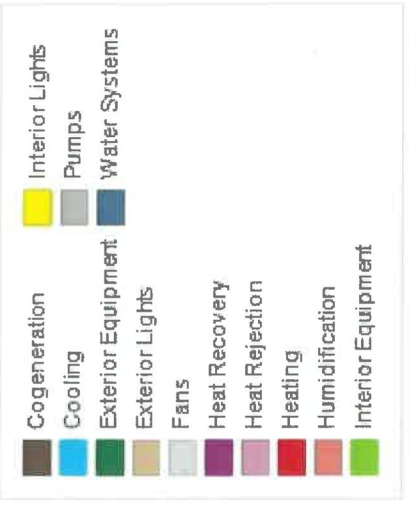 Cogeneration
Cooling
Exterior Equipment
Exterior Lights
Fans
Heat Recovery
Heat Rejection
Heating
Humidification
Interior Equipment
Interior Lights
Pumps
Water Systems